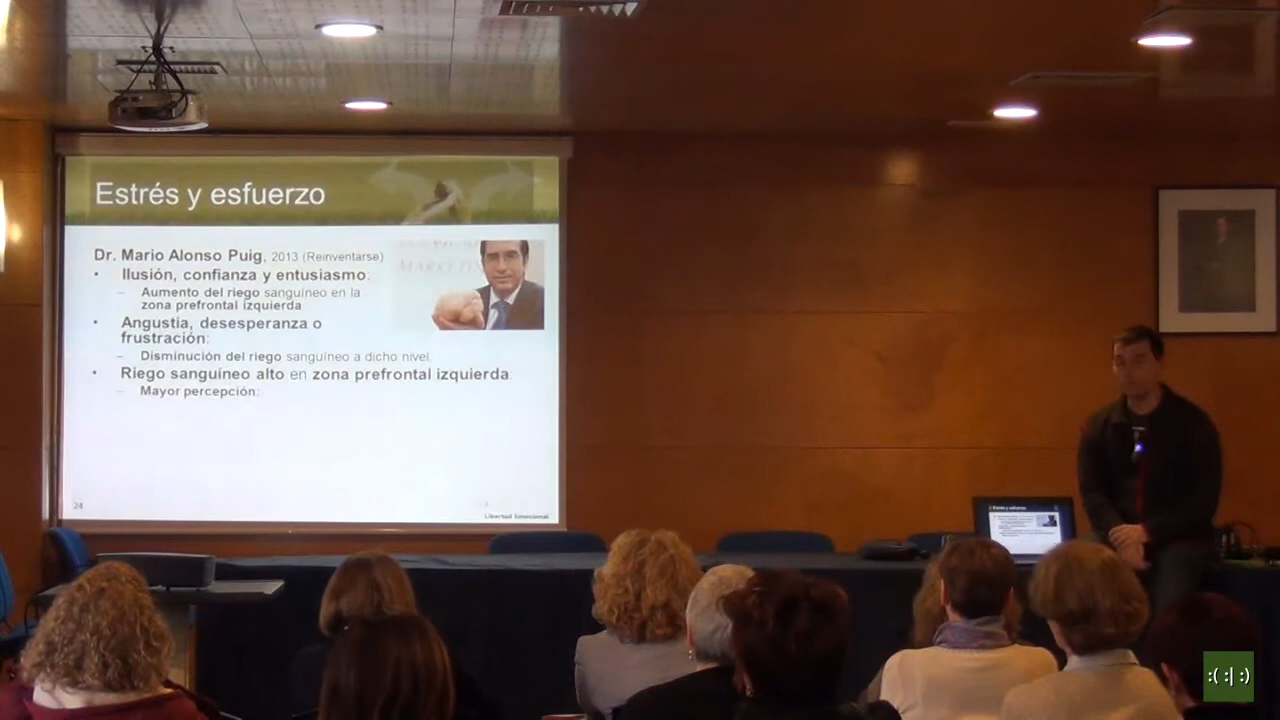 Estrés y esfuerzo
Dr. Mario Alonso Puig, 2013 (Reinventarse)
• Ilusión, confianza y entusiasmo:
– Aumento del riego sanguíneo en la
zona prefrontal izquierda
• Angustia, desesperanza o
frustración:
– Disminución del riego sanguíneo a dicho nivel.
• Riego sanguíneo alto en zona prefrontal izquierda:
– Mayor percepción:
24
Libertad Emocional
Estrés y esfuerzo
:( :| :)